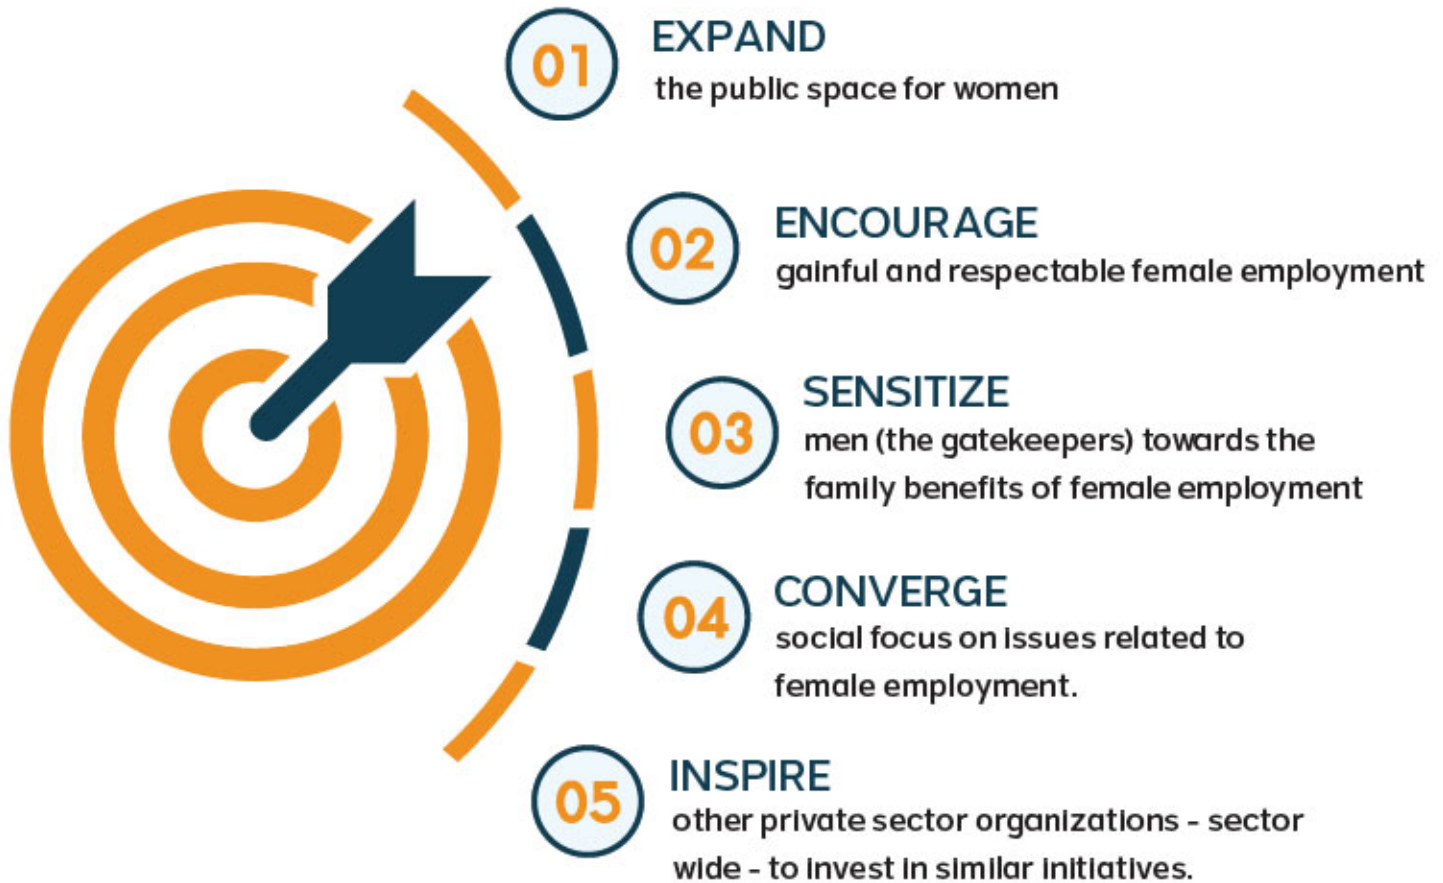 01
EXPAND
the public space for women
02
ENCOURAGE
gainful and respectable female employment
03
SENSITIZE
men (the gatekeepers) towards the
family benefits of female employment
04
CONVERGE
social focus on issues related to
female employment.
05
INSPIRE
other private sector organizations - sector
wide - to invest in similar initiatives.